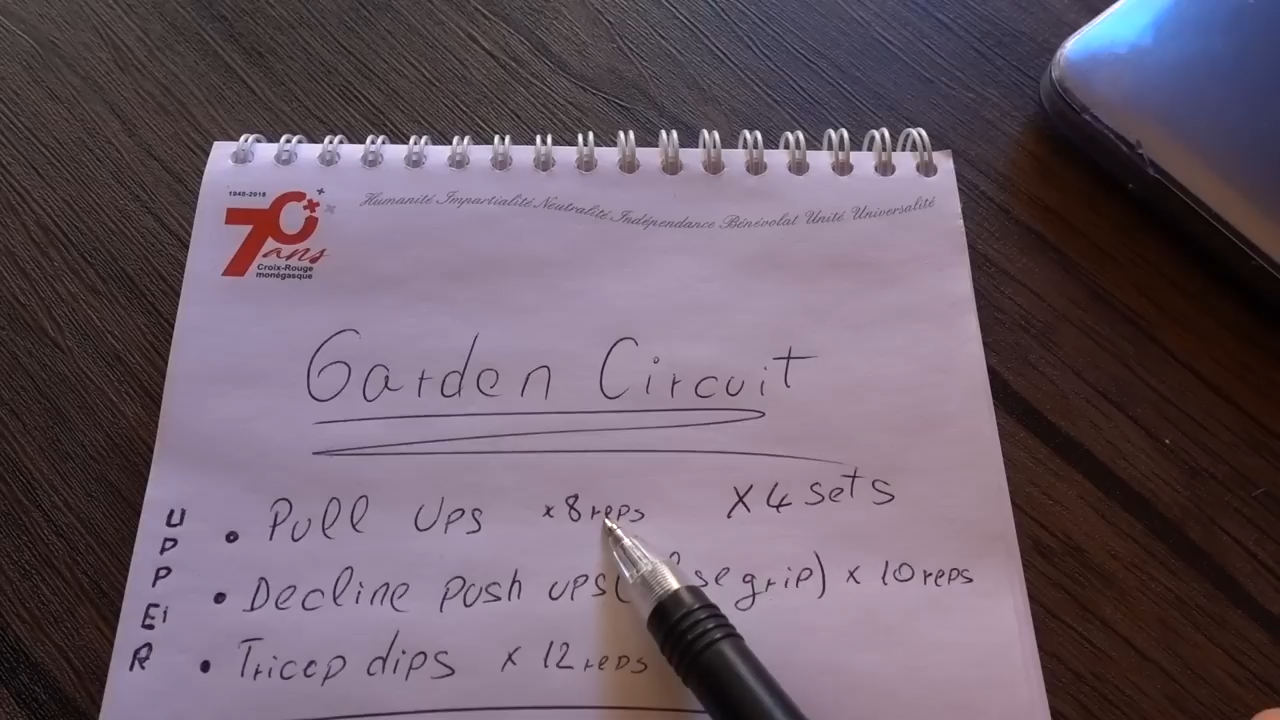 1948-2018
70 ans
Croix-Rouge
monégasque
Humanité Impartialité Neutralité Indépendance Bénévolat Unité Universalité
Garden Circuit
UPPER
• Pull Ups x 8 reps X 4 sets
• Decline push ups( grip) x 10 reps
• Tricep dips x 12 reps